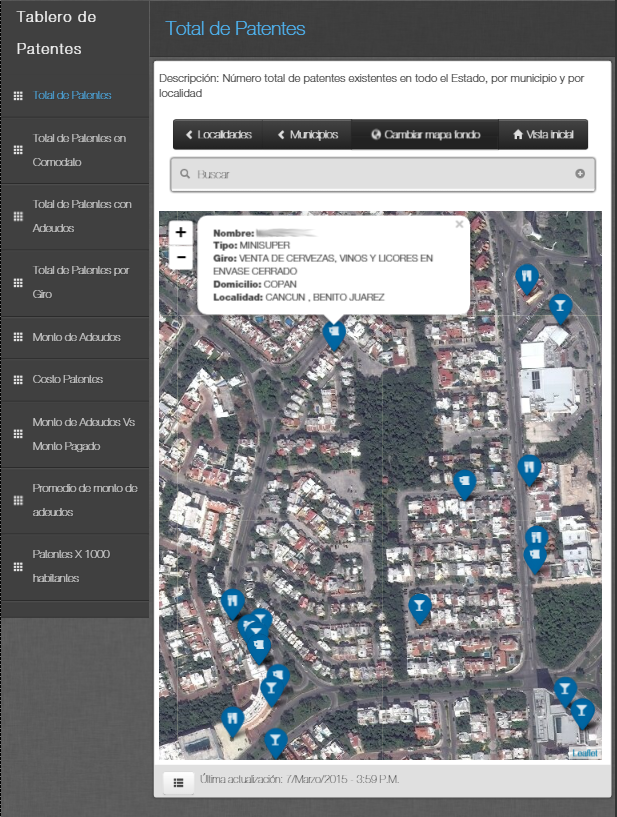 Tablero de
Patentes
Total de Patentes
Total de Patentes en
Comodato
Total de Patentes con
Adeudos
Total de Patentes por
Giro
Monto de Adeudos
Costo Patentes
Monto de Adeudos Vs
Monto Pagado
Promedio de monto de
adeudos
Patentes X 1000
habitantes
Total de Patentes
Descripción: Número total de patentes existentes en todo el Estado, por municipio y por
localidad
Localidades Municipios Cambiar mapa fondo Vista inicial
Buscar
+
−
×
Nombre:
Tipo: MINISUPER
Giro: VENTA DE CERVEZAS, VINOS Y LICORES EN
ENVASE CERRADO
Domicilio: COPAN
Localidad: CANCUN , BENITO JUAREZ
Leaflet
Última actualización: 7/Marzo/2015 - 3:59 P.M.